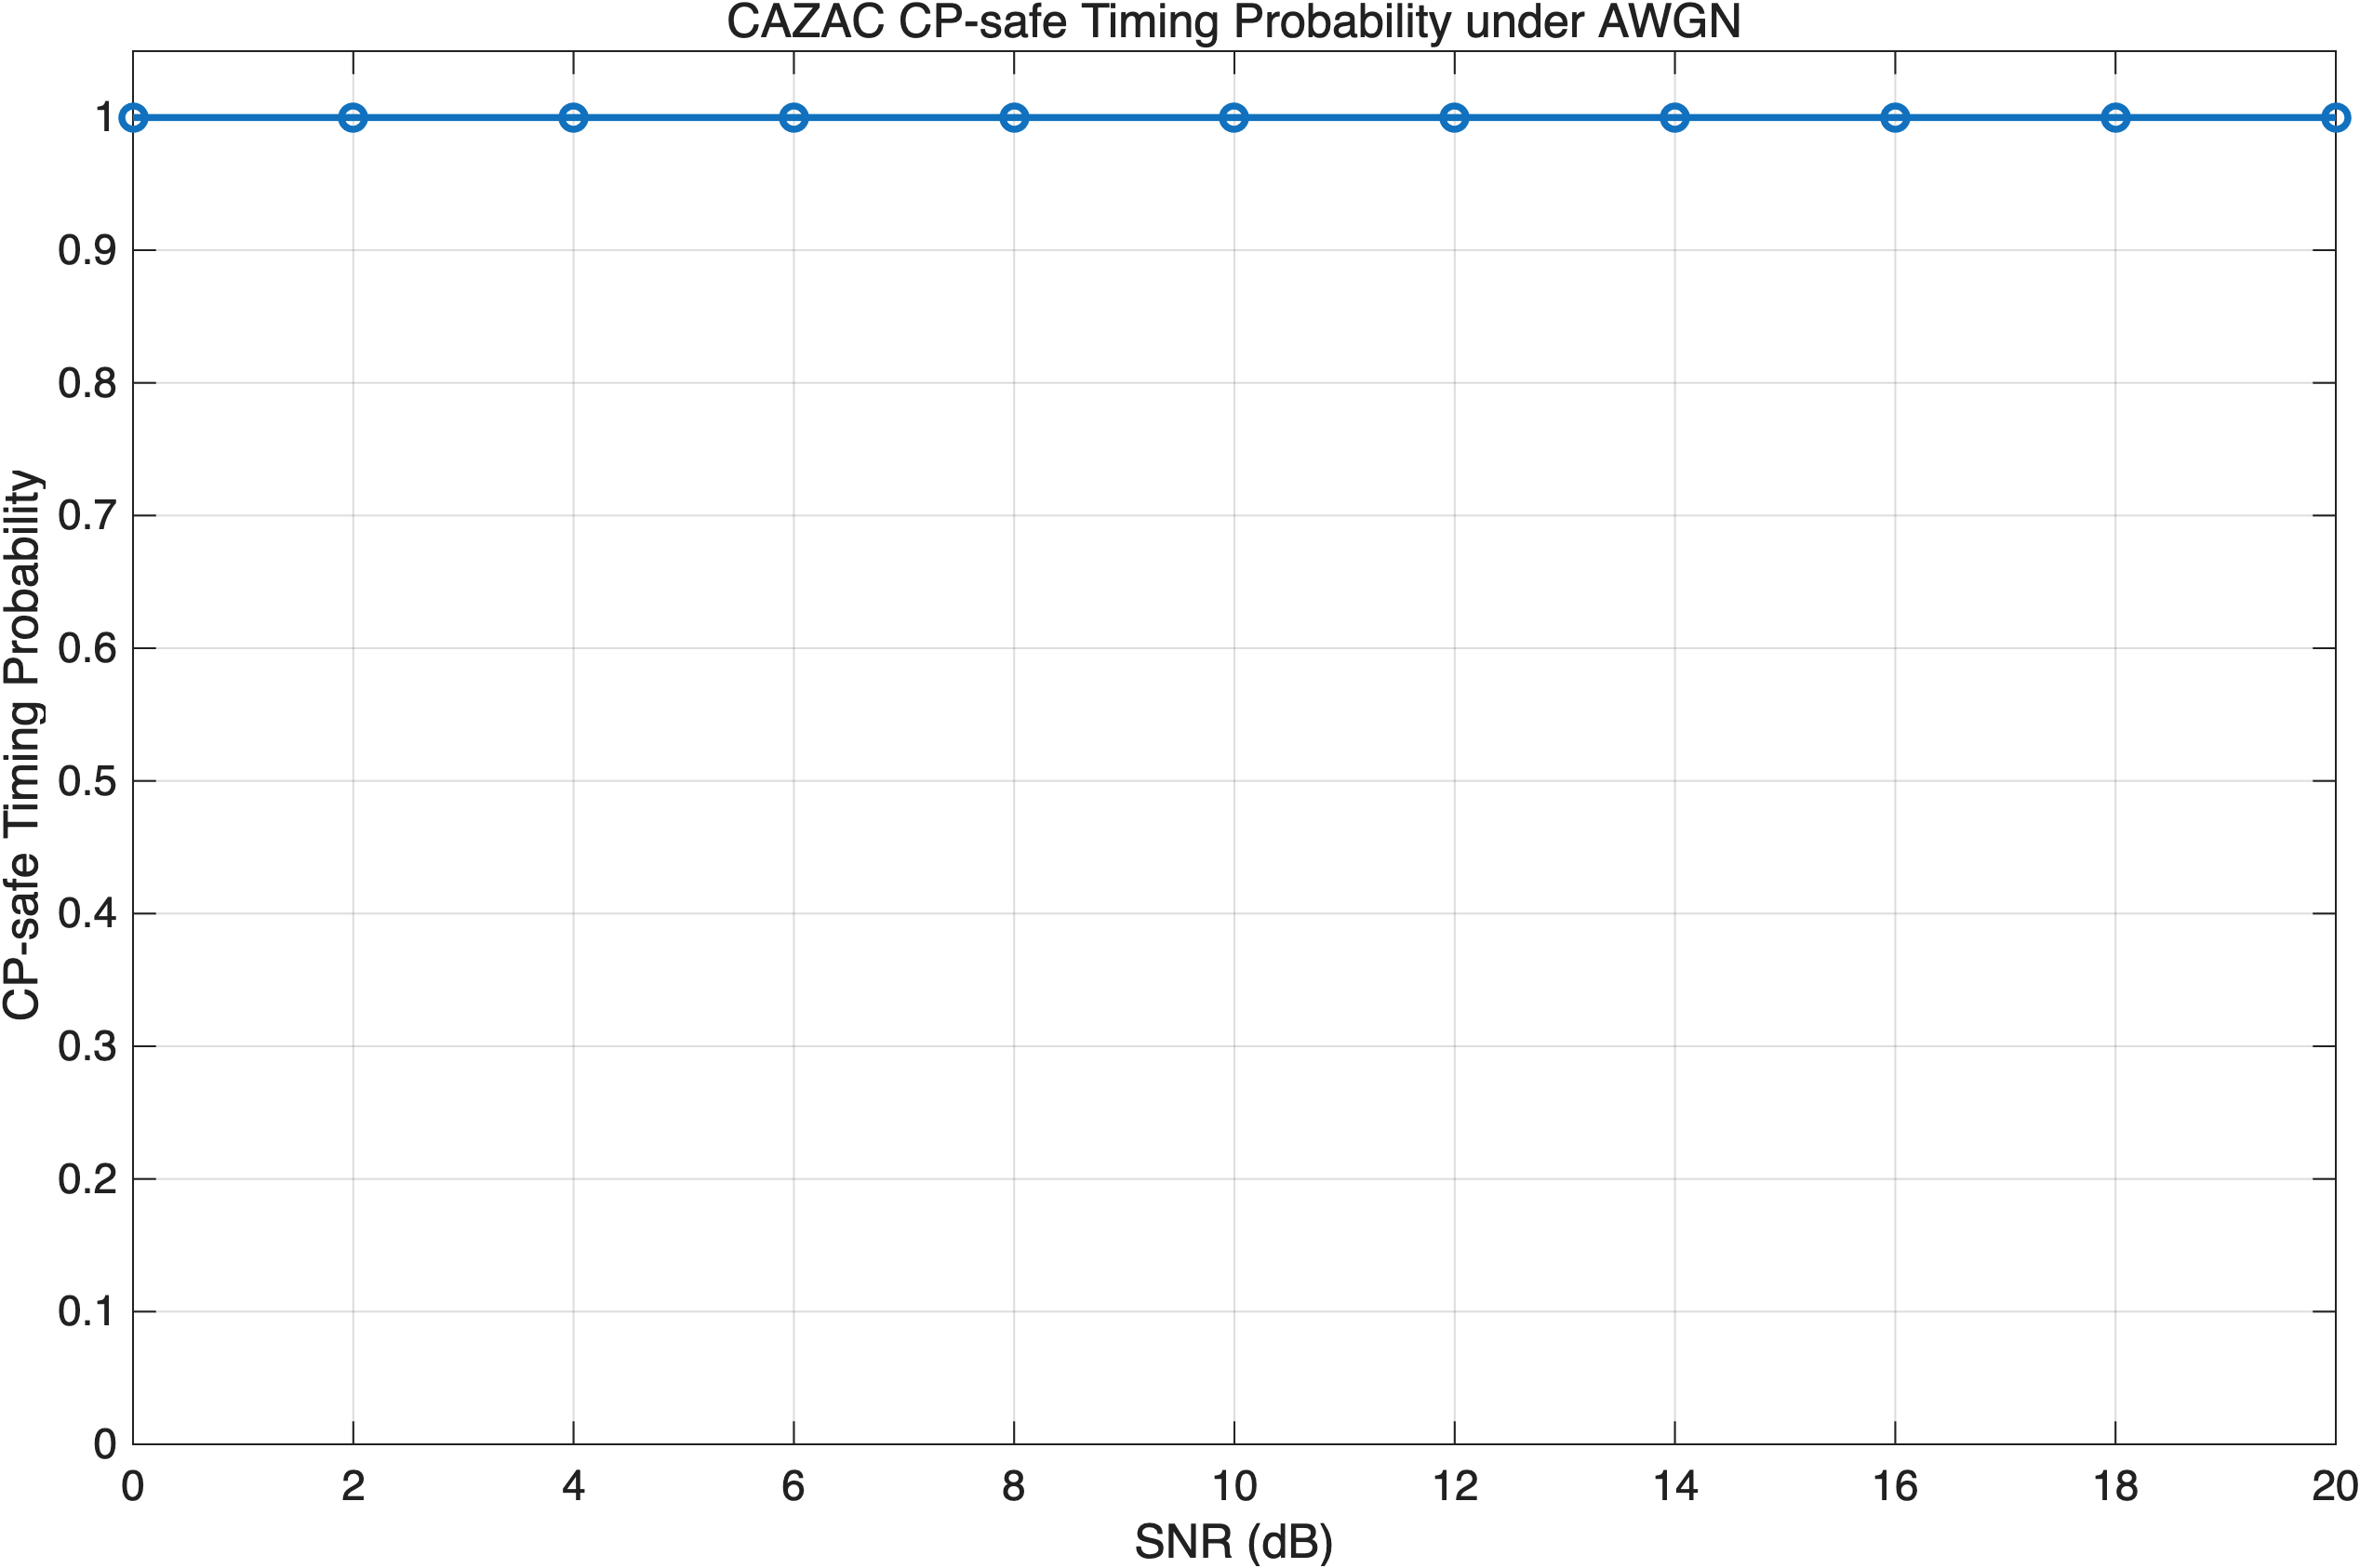 CAZAC CP-safe Timing Probability under AWGN
CP-safe Timing Probability
1
0.9
0.8
0.7
0.6
0.5
0.4
0.3
0.2
0.1
0
0 2 4 6 8 10 12 14 16 18 20
SNR (dB)